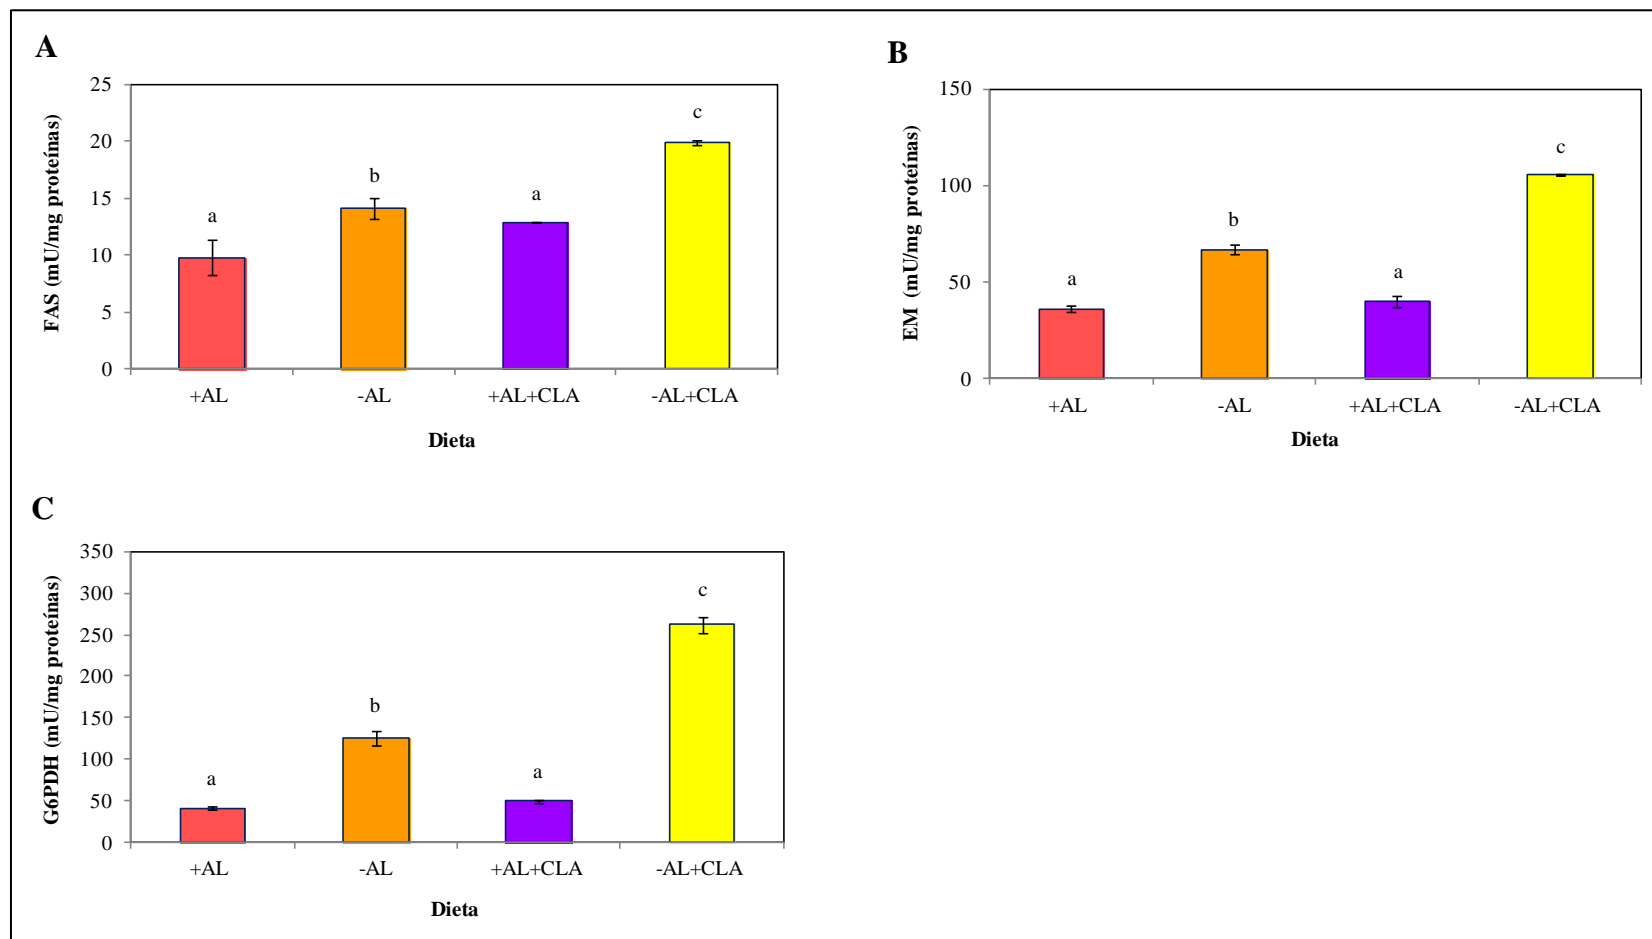 A
FAS (mU/mg proteínas)
25
20
15
10
5
0
a
b
a
c
+AL
-AL
+AL+CLA
-AL+CLA
Dieta
B
EM (mU/mg proteínas)
150
100
50
0
a
b
a
c
+AL
-AL
+AL+CLA
-AL+CLA
Dieta
C
G6PDH (mU/mg proteínas)
350
300
250
200
150
100
50
0
a
b
a
c
+AL
-AL
+AL+CLA
-AL+CLA
Dieta